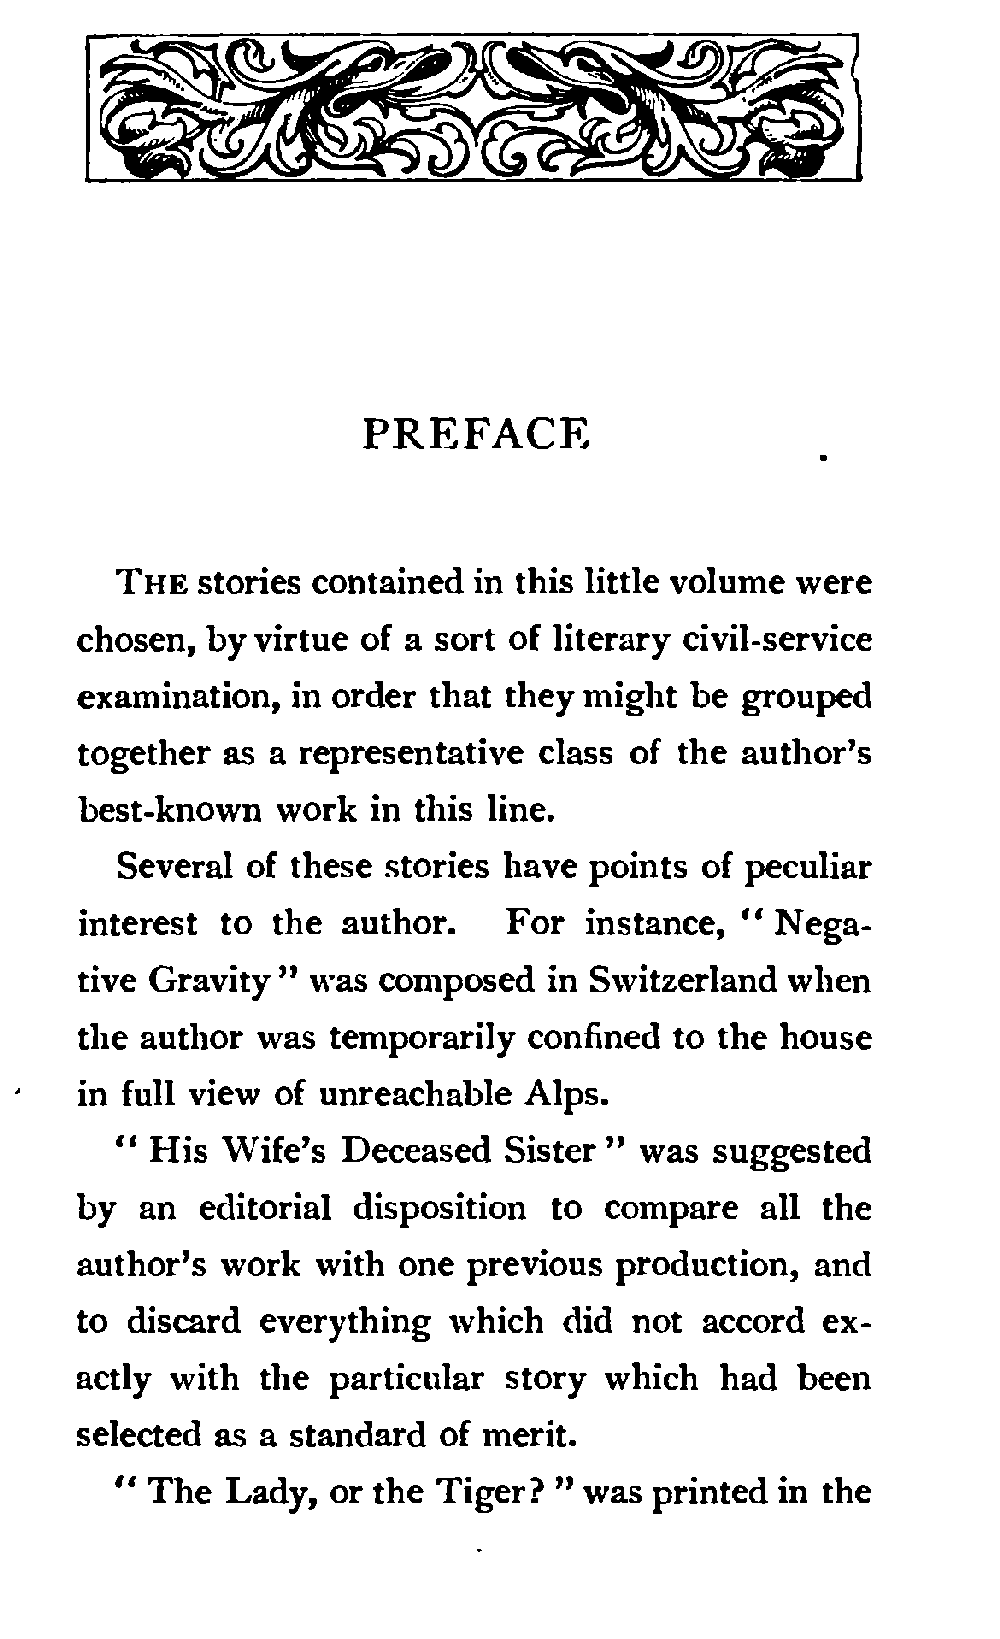 PREFACE
THE stories contained in this little volume were
chosen, by virtue of a sort of literary civil-service
examination, in order that they might be grouped
together as a representative class of the author's
best-known work in this line.
Several of these stories have points of peculiar
interest to the author. For instance, " Nega-
tive Gravity " was composed in Switzerland when
the author was temporarily confined to the house
in full view of unreachable Alps.
" His Wife's Deceased Sister " was suggested
by an editorial disposition to compare all the
author's work with one previous production, and
to discard everything which did not accord ex-
actly with the particular story which had been
selected as a standard of merit.
" The Lady, or the Tiger? " was printed in the